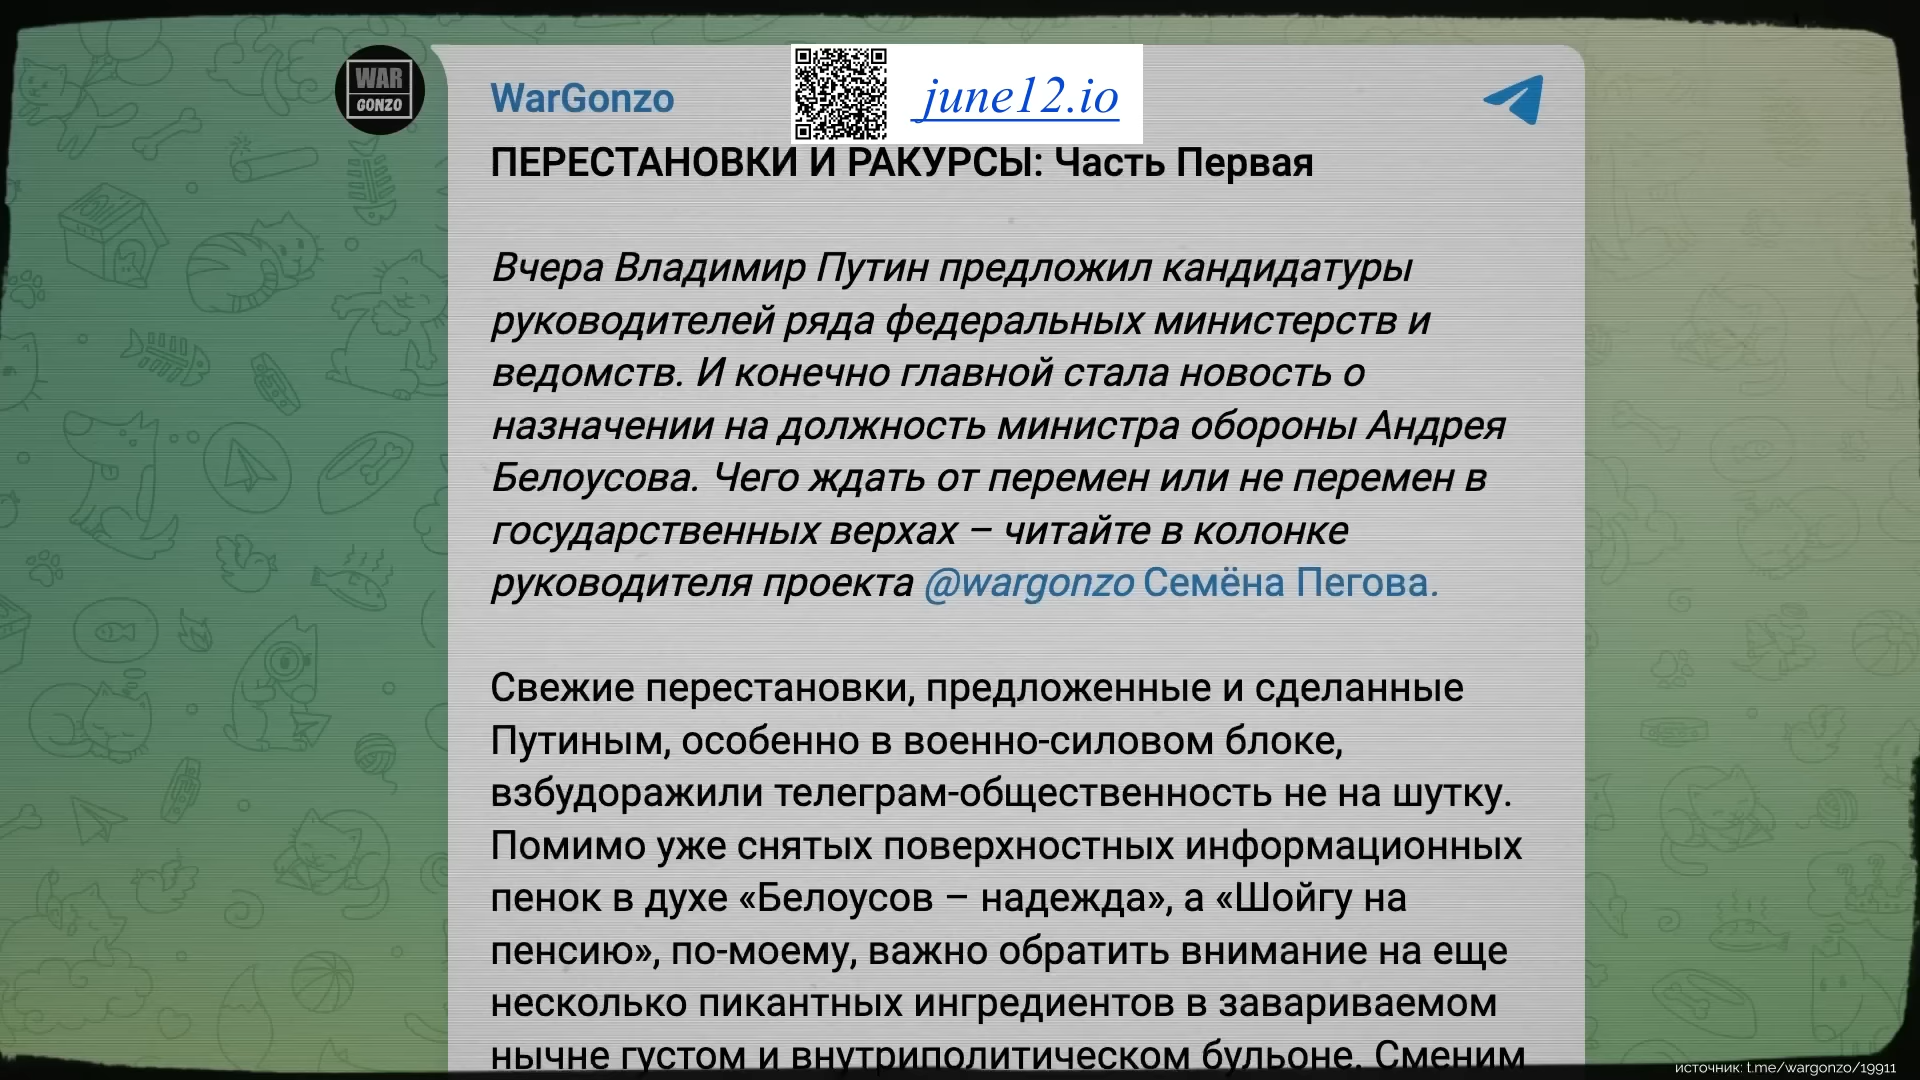 WAR
GONZO
WarGonzo
june12.io
ПЕРЕСТАНОВКИ И РАКУРСЫ: Часть Первая
Вчера Владимир Путин предложил кандидатуры
руководителей ряда федеральных министерств и
ведомств. И конечно главной стала новость о
назначении на должность министра обороны Андрея
Белоусова. Чего ждать от перемен или не перемен в
государственных верхах – читайте в колонке
руководителя проекта @wargonzo Семёна Пегова.
Свежие перестановки, предложенные и сделанные
Путиным, особенно в военно-силовом блоке,
взбудоражили телеграм-общественность не на шутку.
Помимо уже снятых поверхностных информационных
пенок в духе «Белоусов – надежда», а «Шойгу на
пенсию», по-моему, важно обратить внимание на еще
несколько пикантных ингредиентов в завариваемом
нычне густом и внутриполитическом бульоне. Сменим
источник: t.me/wargonzo/19911